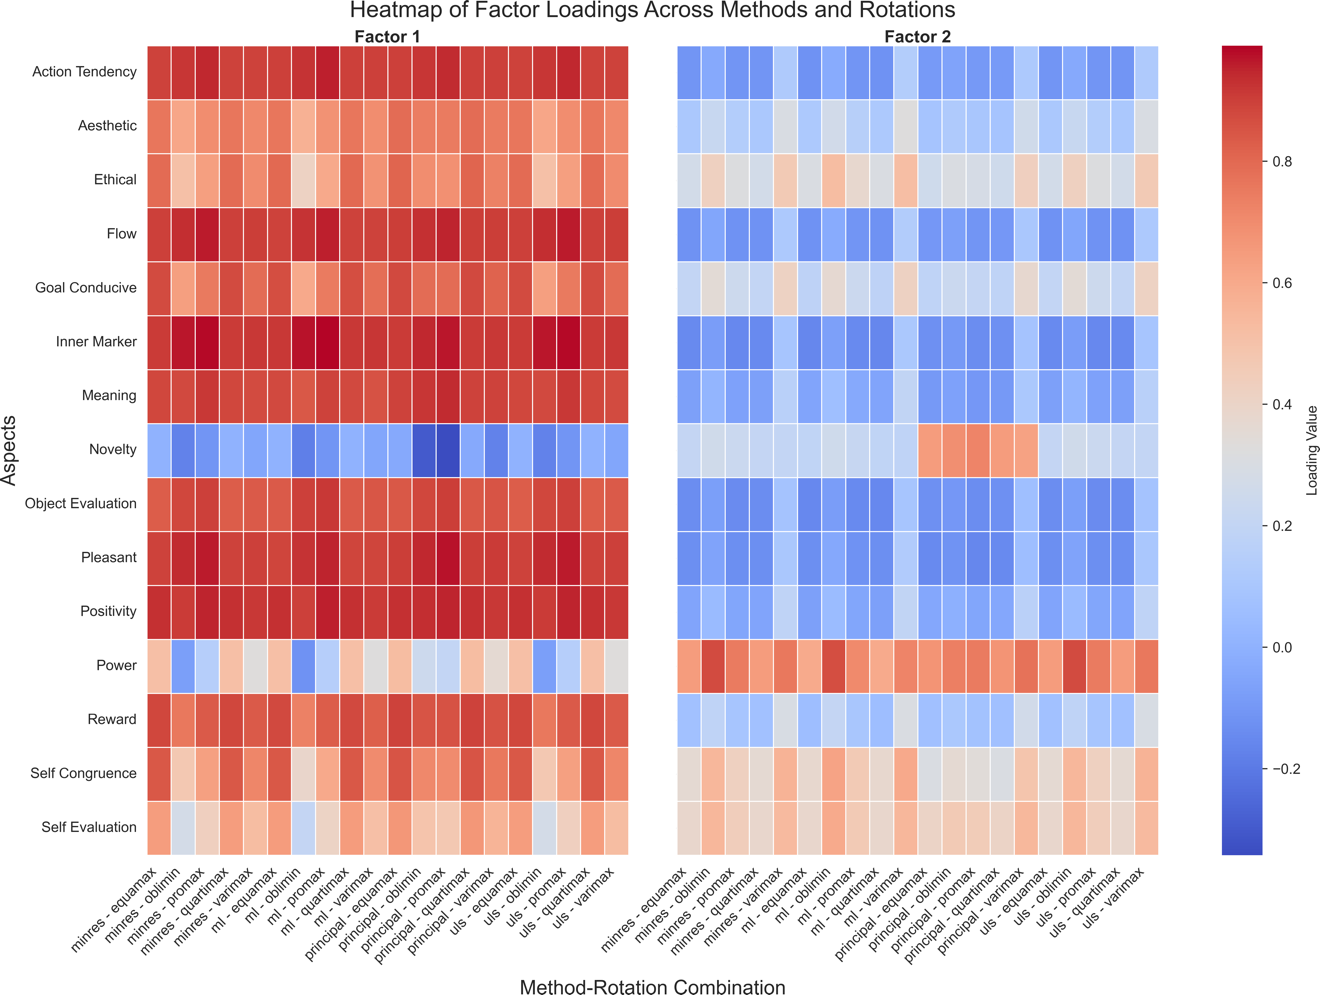 Heatmap of Factor Loadings Across Methods and Rotations
Factor 1
Factor 2
Aspects
Action Tendency
Aesthetic
Ethical
Flow
Goal Conducive
Inner Marker
Meaning
Novelty
Object Evaluation
Pleasant
Positivity
Power
Reward
Self Congruence
Self Evaluation
minres - equamax
minres - oblimin
minres - promax
minres - quartimax
minres - varimax
ml - equamax
ml - oblimin
ml - promax
ml - quartimax
ml - varimax
principal - equamax
principal - oblimin
principal - promax
principal - quartimax
principal - varimax
uls - equamax
uls - oblimin
uls - promax
uls - quartimax
uls - varimax
minres - equamax
minres - oblimin
minres - promax
minres - quartimax
minres - varimax
ml - equamax
ml - oblimin
ml - promax
ml - quartimax
ml - varimax
principal - equamax
principal - oblimin
principal - promax
principal - quartimax
principal - varimax
uls - equamax
uls - oblimin
uls - promax
uls - quartimax
uls - varimax
Method-Rotation Combination
0.8
0.6
0.4
0.2
0.0
−0.2
Loading Value